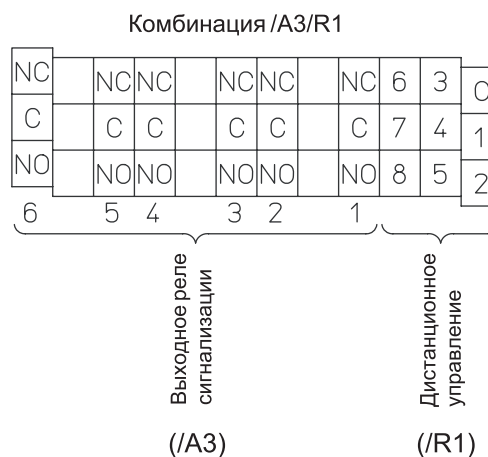 Комбинация /A3/R1
NC NC NC NC NC NC 6 3 0
C C C C C C 7 4 1
NO NO NO NO NO NO 8 5 2
6 5 4 3 2 1
Выходное реле
сигнализации
Дистанционное
управление
(/A3) (/R1)